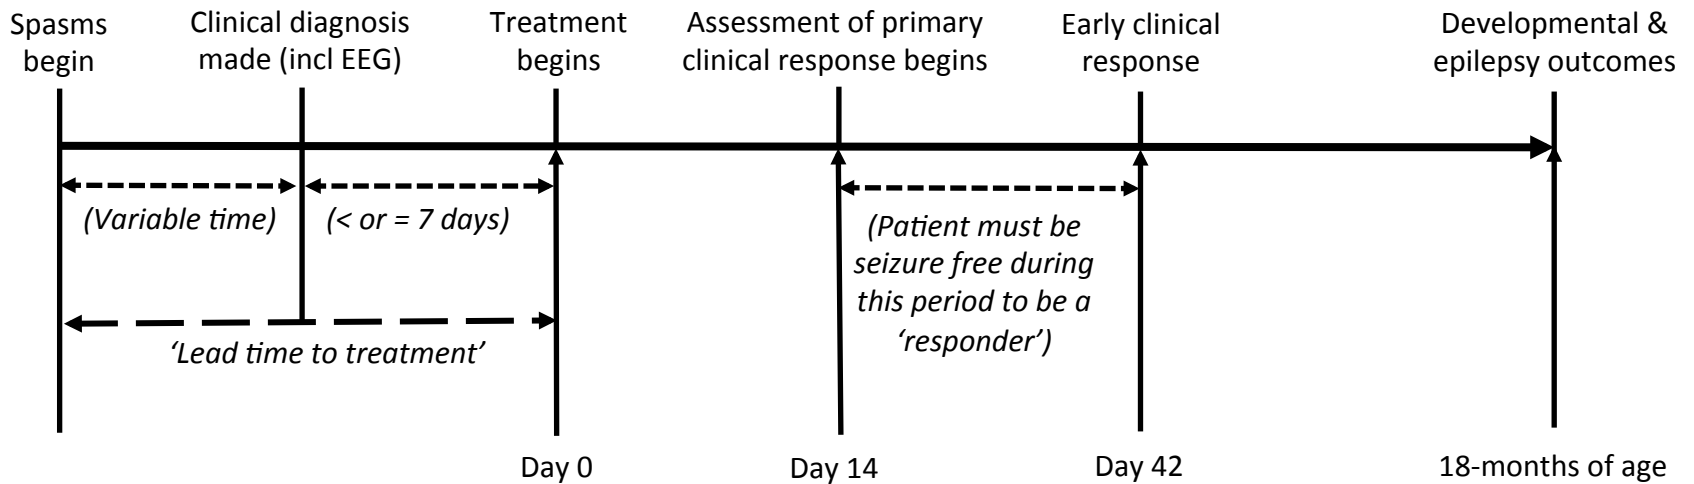 Spasms
begin
Clinical diagnosis
made (incl EEG)
Treatment
begins
Assessment of primary
clinical response begins
Early clinical
response
Developmental &
epilepsy outcomes
(Variable time)
(< or = 7 days)
(Patient must be
seizure free during
this period to be a
‘responder’)
‘Lead time to treatment’
Day 0
Day 14
Day 42
18-months of age